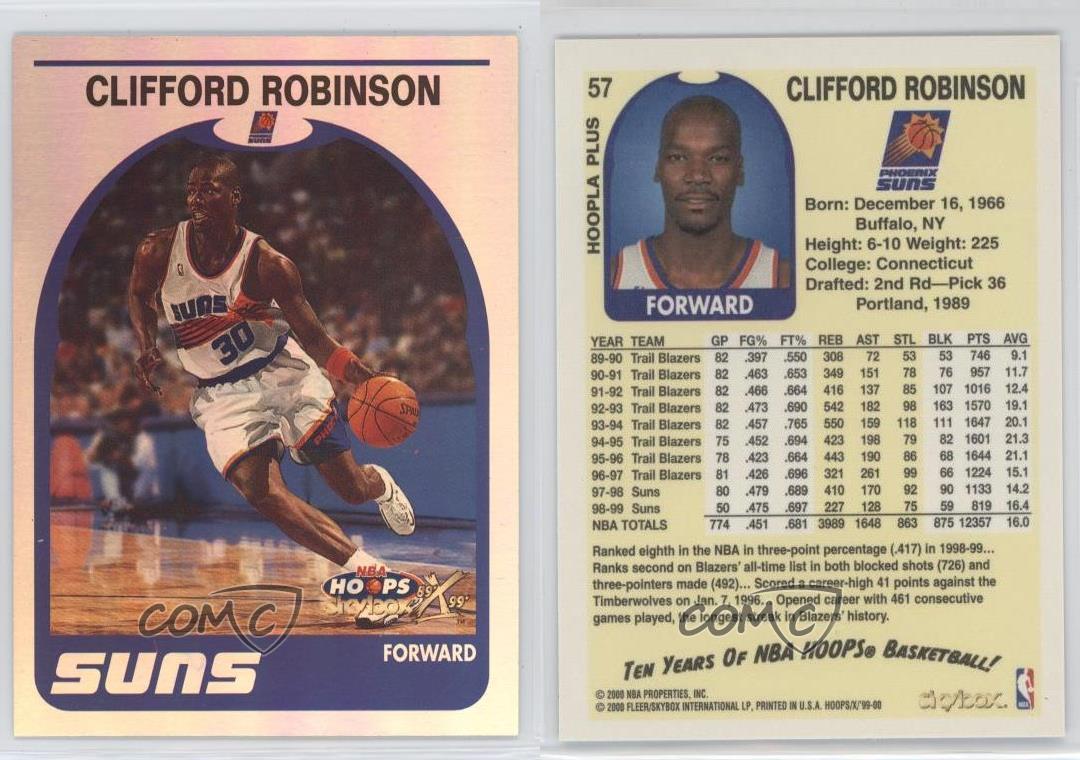 CLIFFORD ROBINSON
SUNS
SUNS
30
SPAL
NBA
HOOPS
skybox
89 X 99
TM
COMC
FORWARD
SUNS
57
HOOPLA PLUS
CLIFFORD ROBINSON
PHOENIX
SUNS
Born: December 16, 1966
Buffalo, NY
Height: 6-10 Weight: 225
College: Connecticut
Drafted: 2nd Rd—Pick 36
Portland, 1989
FORWARD
YEAR TEAM GP FG% FT% REB AST STL BLK PTS AVG
89-90 Trail Blazers 82 .397 .550 308 72 53 53 746 9.1
90-91 Trail Blazers 82 .463 .653 349 151 78 76 957 11.7
91-92 Trail Blazers 82 .466 .664 416 137 85 107 1016 12.4
92-93 Trail Blazers 82 .473 .690 542 182 98 163 1570 19.1
93-94 Trail Blazers 82 .457 .765 550 159 118 111 1647 20.1
94-95 Trail Blazers 75 .452 .694 423 198 79 82 1601 21.3
95-96 Trail Blazers 78 .423 .664 443 190 86 68 1644 21.1
96-97 Trail Blazers 81 .426 .696 321 261 99 66 1224 15.1
97-98 Suns 80 .479 .689 410 170 92 90 1133 14.2
98-99 Suns 50 .475 .697 227 128 75 59 819 16.4
NBA TOTALS 774 .451 .681 3989 1648 863 875 12357 16.0
Ranked eighth in the NBA in three-point percentage (.417) in 1998-99...
Ranks second on Blazers' all-time list in both blocked shots (726) and
three-pointers made (492)... Scored a career-high 41 points against the
Timberwolves on Jan. 7, 1996... Opened career with 461 consecutive
games played, the longest streak in Blazers' history.
COMC
TEN YEARS OF NBA HOOPS® BASKETBALL!
© 2000 NBA PROPERTIES, INC.
© 2000 FLEER/SKYBOX INTERNATIONAL LP, PRINTED IN U.S.A. HOOPS/X/'99-00
skybox.
NBA